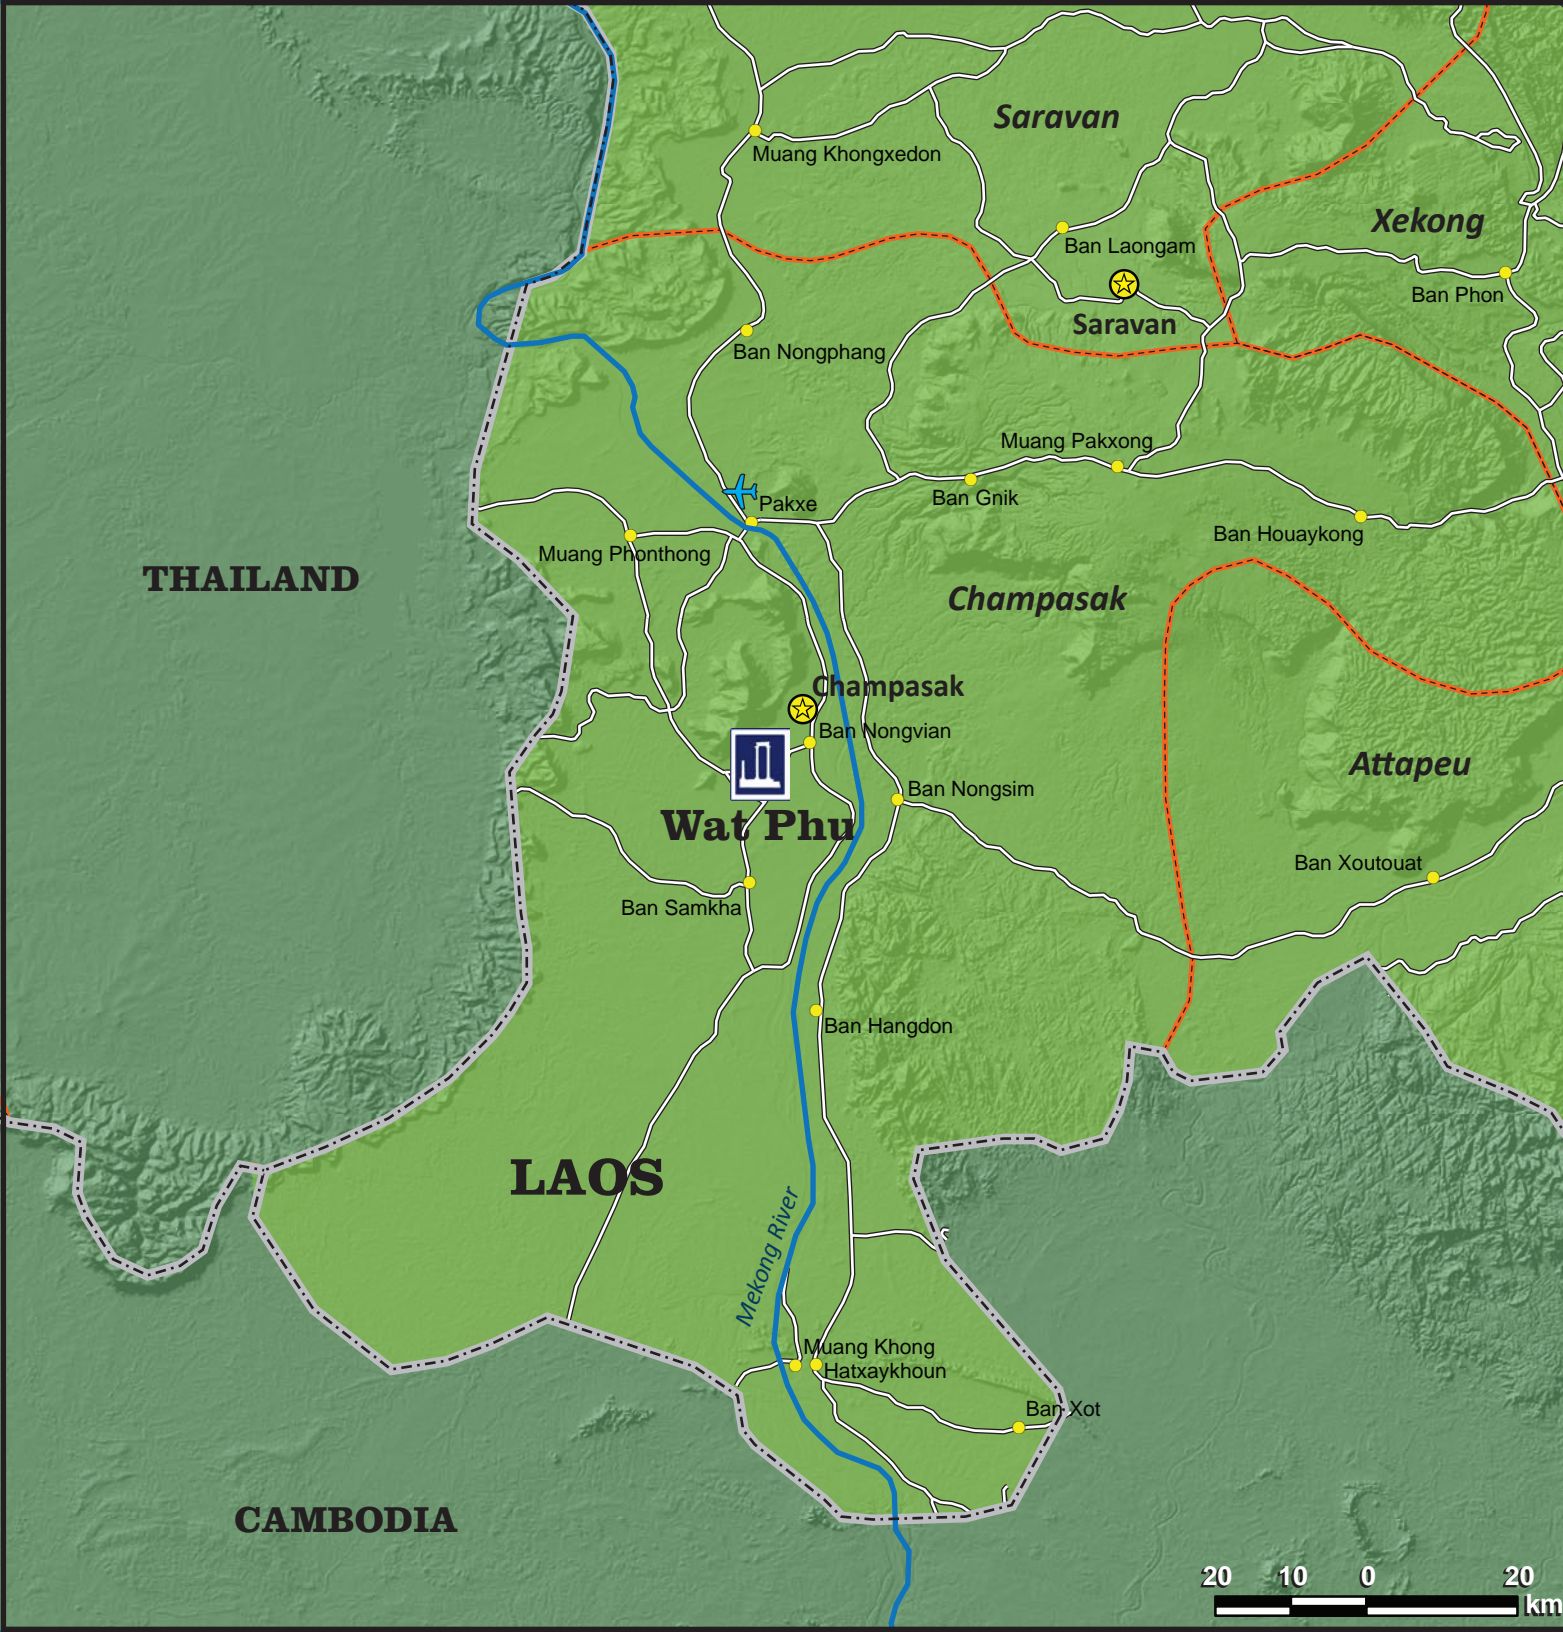 Saravan
Muang Khongxedon
Xekong
Ban Laongam
Ban Phon
Saravan
Ban Nongphang
Muang Pakxong
Ban Gnik
Pakxe
Ban Houaykong
Muang Phonthong
THAILAND
Champasak
Champasak
Ban Nongvian
Attapeu
Ban Nongsim
Wat Phu
Ban Xoutouat
Ban Samkha
Ban Hangdon
LAOS
Mekong River
Muang Khong
Hatxaykhoun
Ban Xot
CAMBODIA
20 10 0 20
km